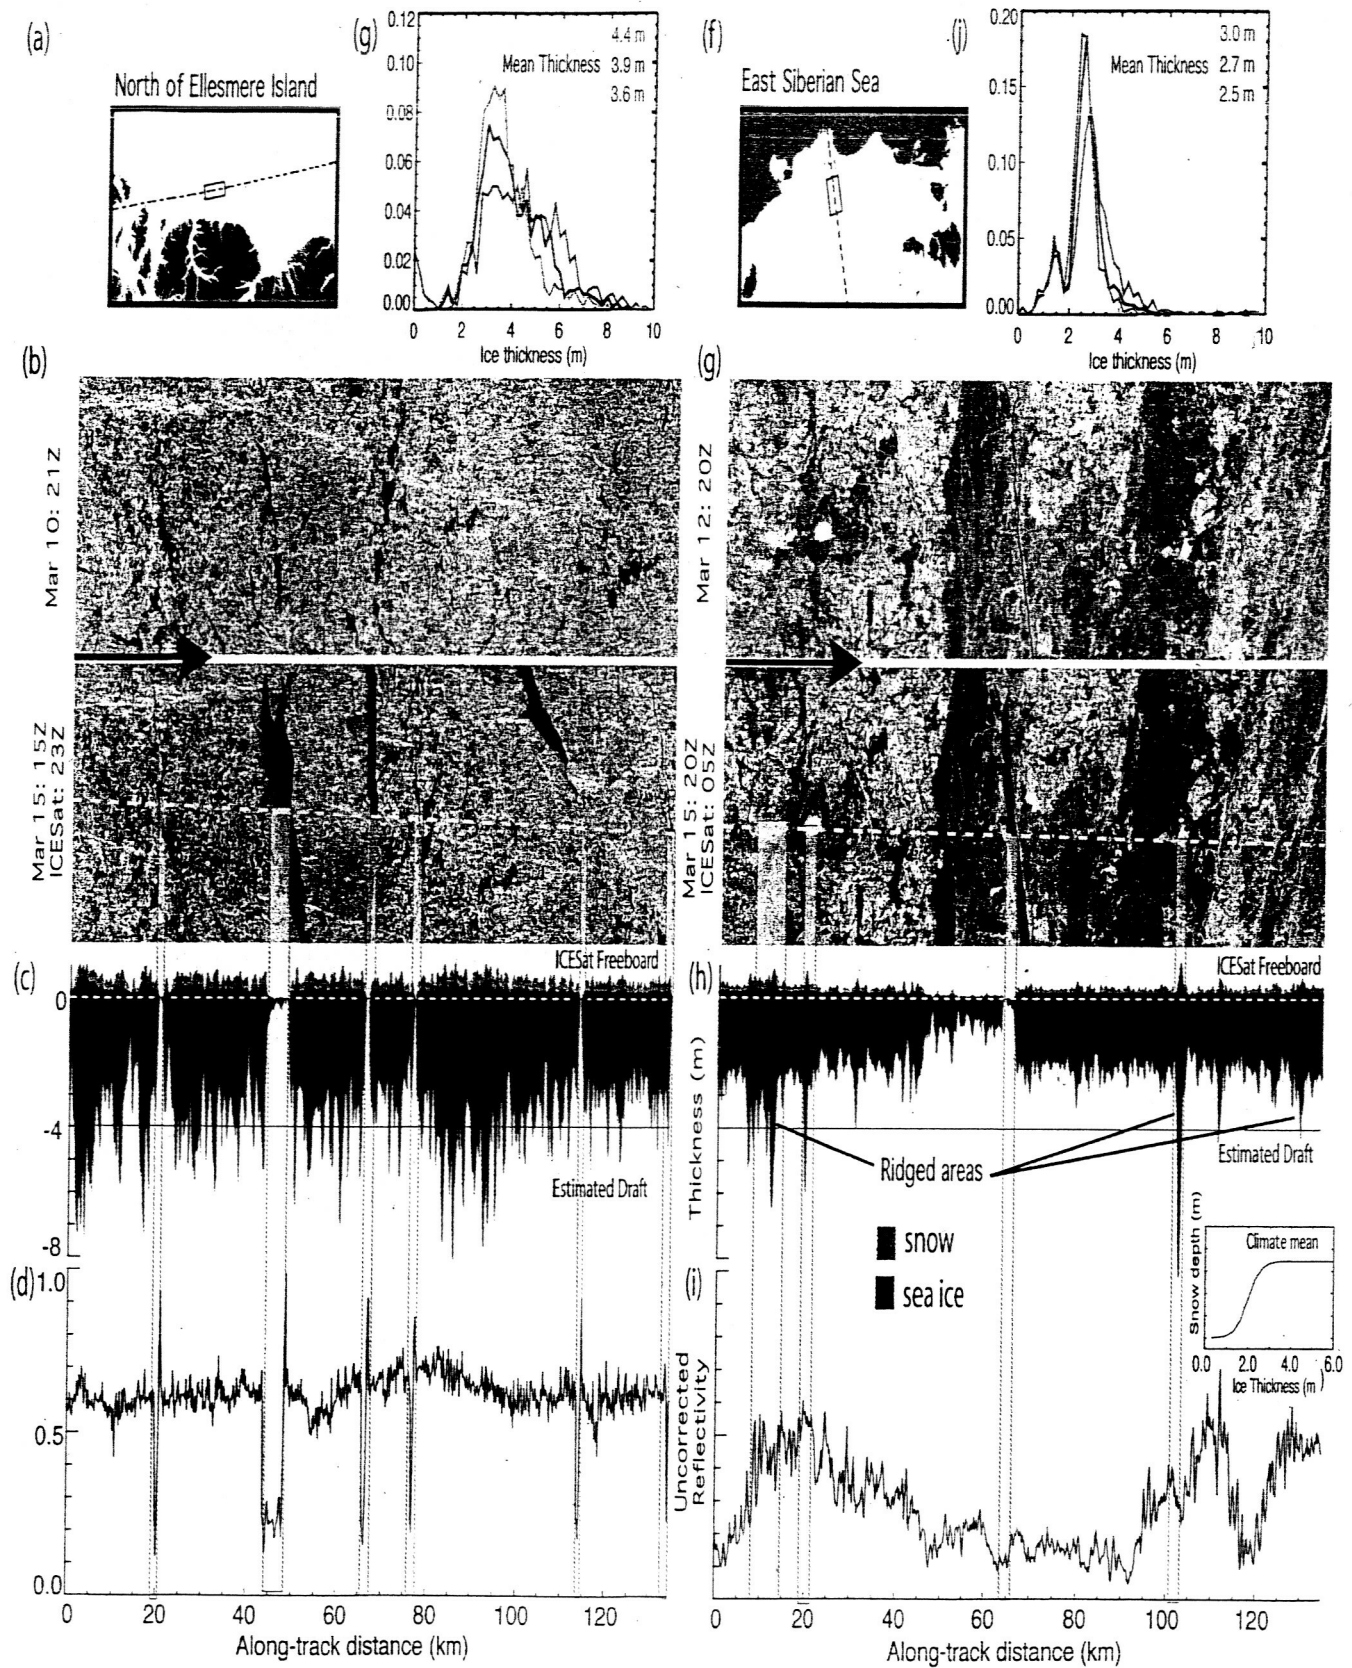 (a)
North of Ellesmere Island
(g)
0.12
0.10
0.08
0.06
0.04
0.02
0.00
4.4 m
Mean Thickness 3.9 m
3.6 m
0 2 4 6 8 10
Ice thickness (m)
(f)
East Siberian Sea
(j)
0.20
0.15
0.10
0.05
0.00
3.0 m
Mean Thickness 2.7 m
2.5 m
0 2 4 6 8 10
Ice thickness (m)
(b)
Mar 10: 21Z
Mar 15: 15Z
ICESat: 23Z
(g)
Mar 12: 20Z
Mar 15: 20Z
ICESat: 05Z
(c)
ICESat Freeboard
0
-4
-8
Estimated Draft
(h)
ICESat Freeboard
Thickness (m)
Ridged areas
Estimated Draft
snow
sea ice
(d)
1.0
0.5
0.0
0 20 40 60 80 100 120
Along-track distance (km)
(i)
Uncorrected
Reflectivity
Snow depth (m)
Climate mean
0.0 2.0 4.0 6.0
Ice Thickness (m)
0 20 40 60 80 100 120
Along-track distance (km)